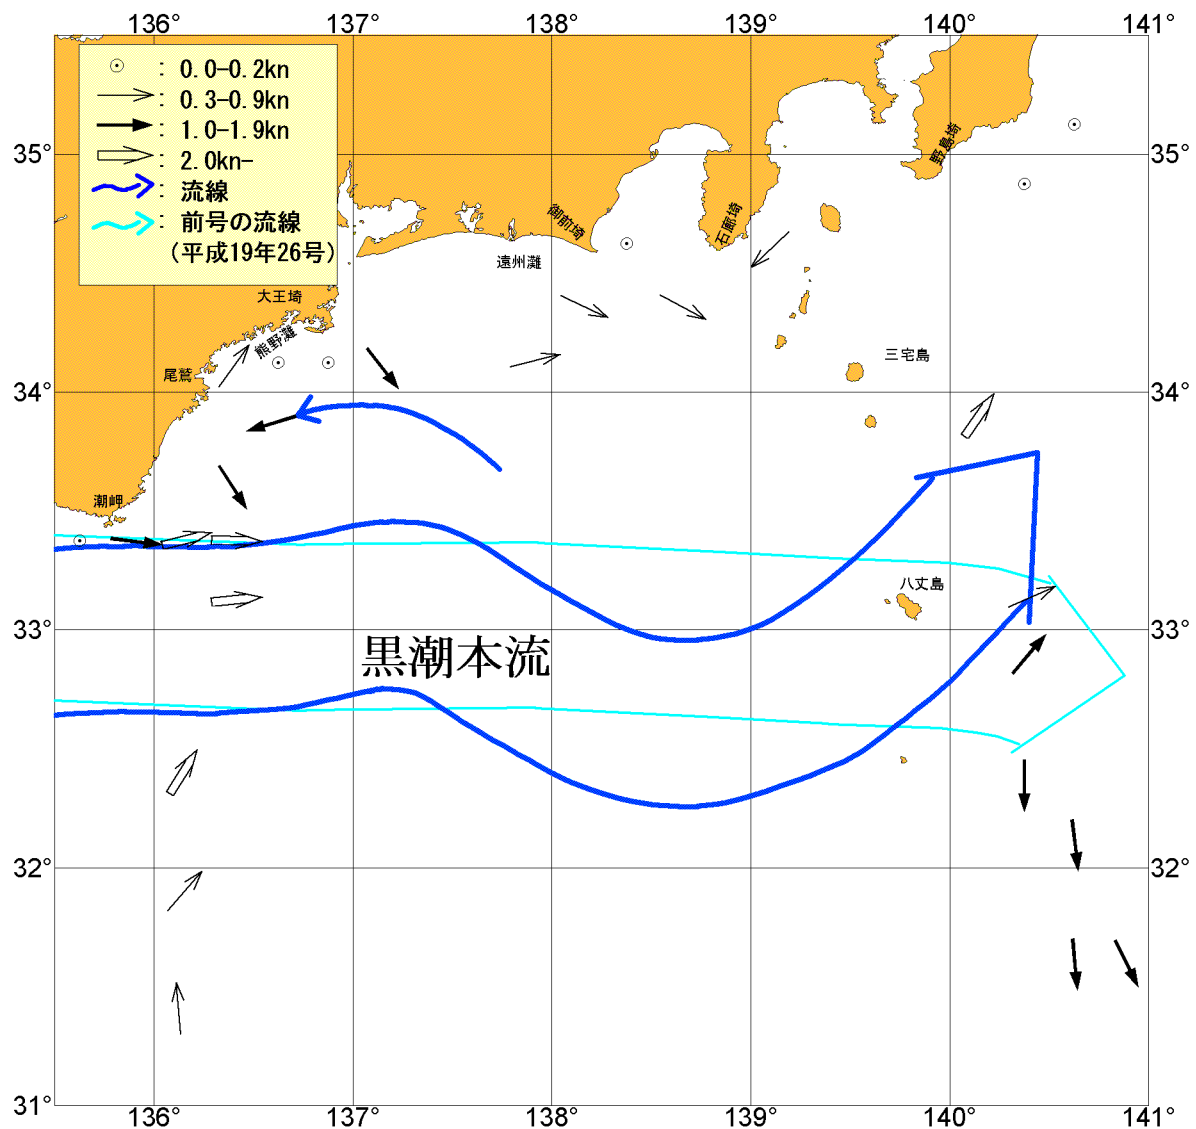 136° 137° 138° 139° 140° 141°
: 0.0-0.2kn
: 0.3-0.9kn
: 1.0-1.9kn
: 2.0kn-
: 流線
: 前号の流線
(平成19年26号)
35° 35°
野島埼
石廊埼
御前埼
遠州灘
大王埼
熊野灘
三宅島
尾鷲
34° 34°
潮岬
八丈島
33° 33°
黒潮本流
32° 32°
31° 31°
136° 137° 138° 139° 140° 141°